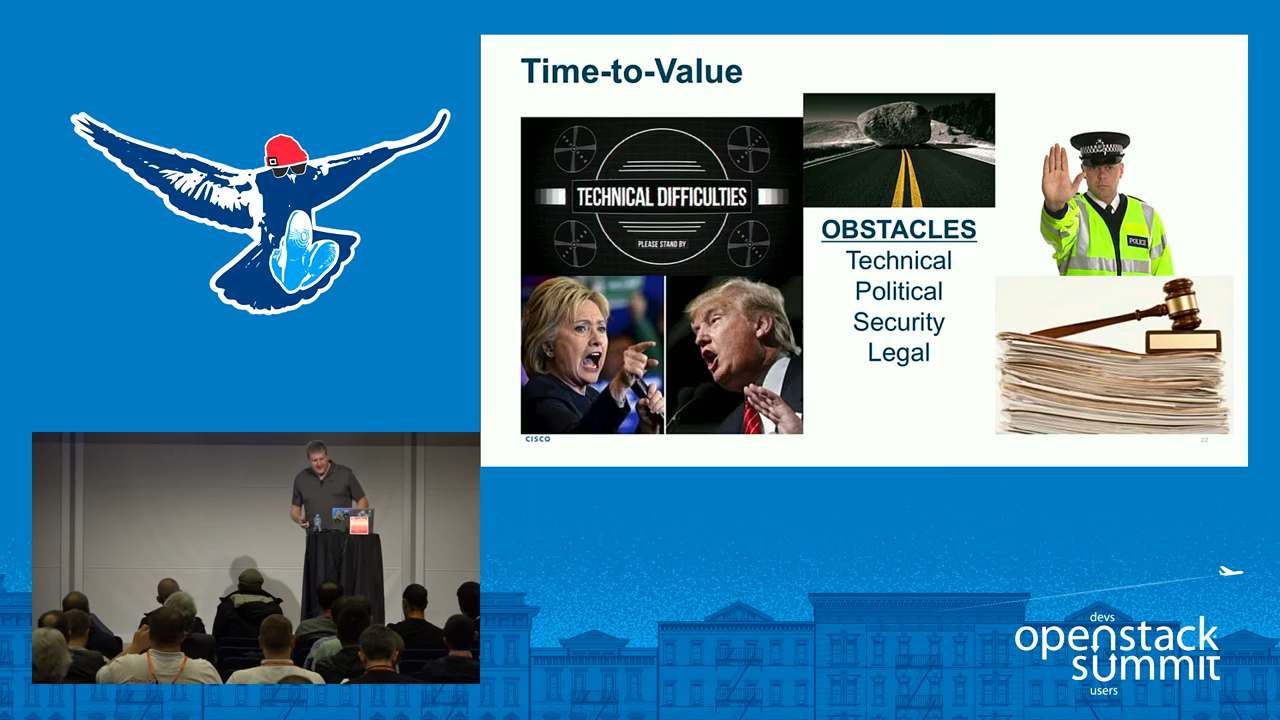 Time-to-Value
TECHNICAL DIFFICULTIES
PLEASE STAND BY
OBSTACLES
Technical
Political
Security
Legal
POLICE
CISCO
22
devs
openstack
summit
users